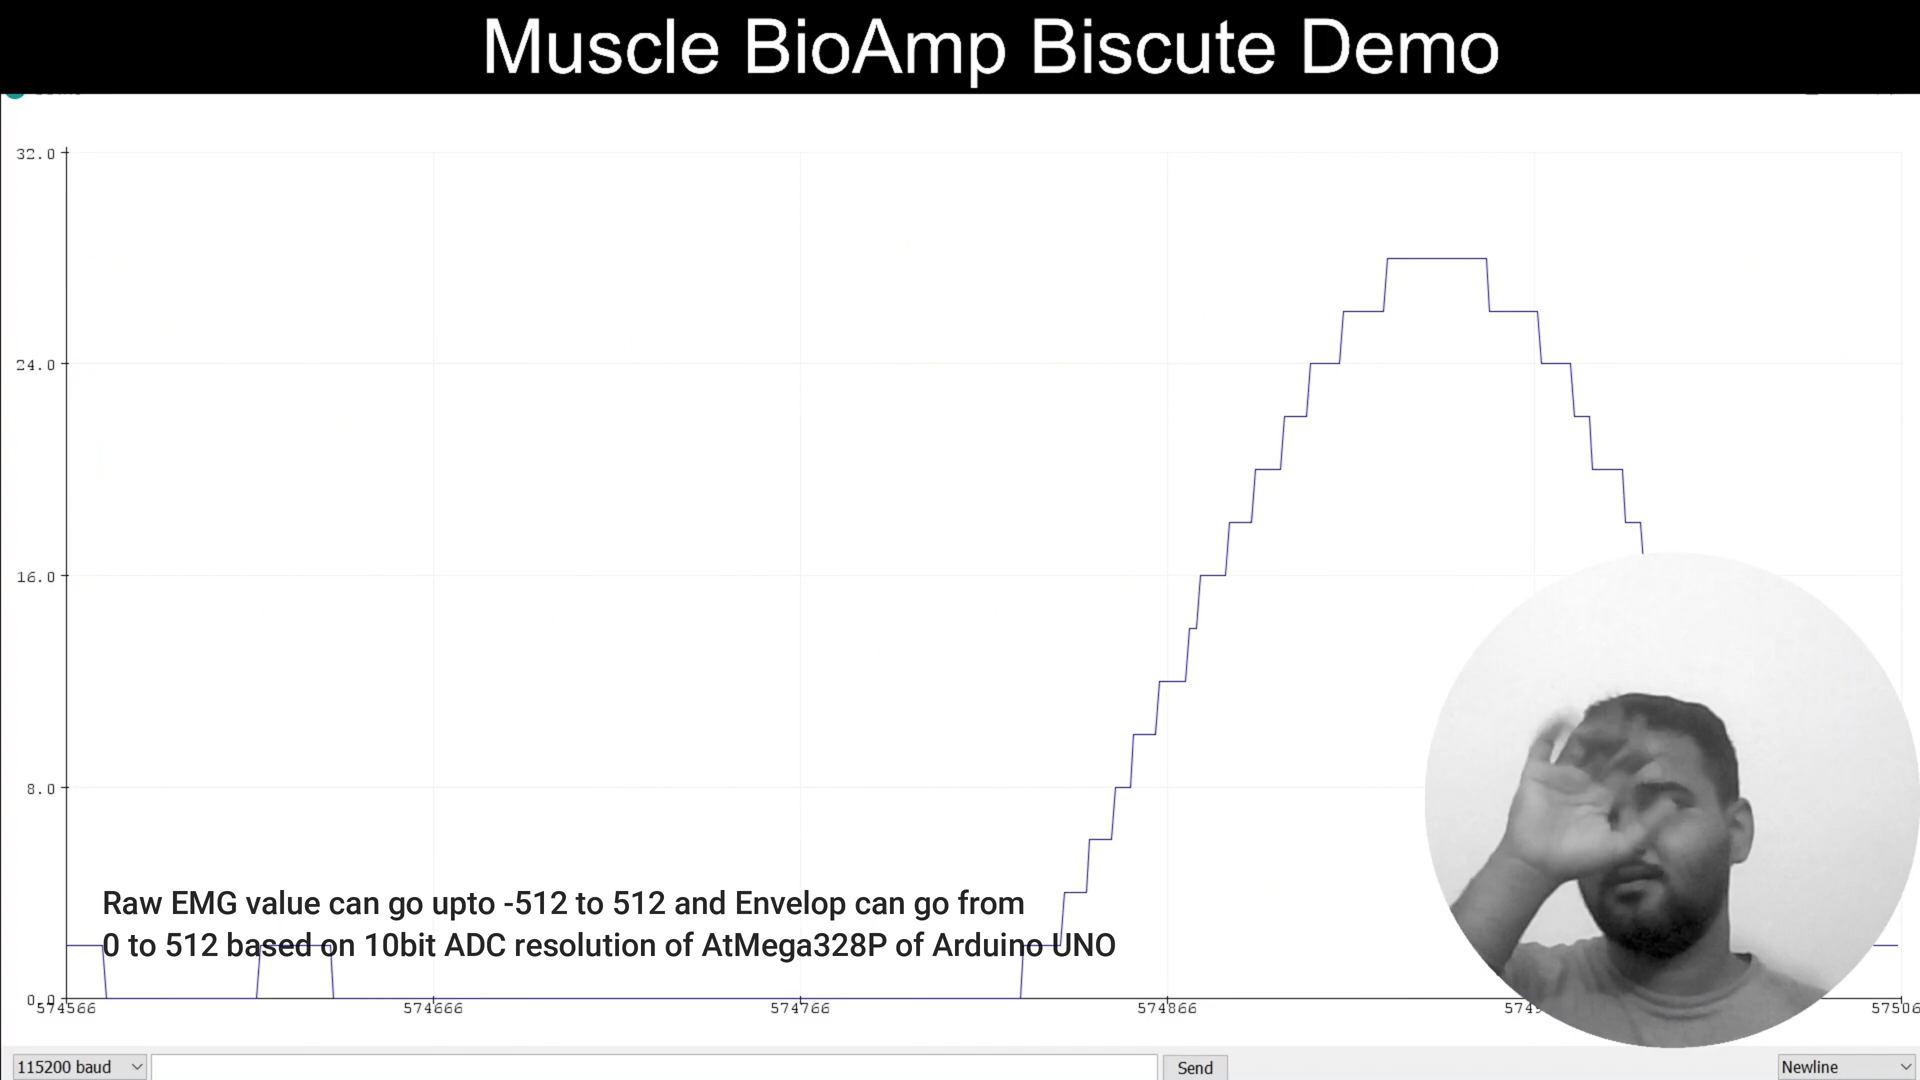 Muscle BioAmp Biscute Demo
32.0
24.0
16.0
8.0
Raw EMG value can go upto -512 to 512 and Envelop can go from
0 to 512 based on 10bit ADC resolution of AtMega328P of Arduino UNO
0.0
574566 574666 574766 574866
115200 baud Send Newline